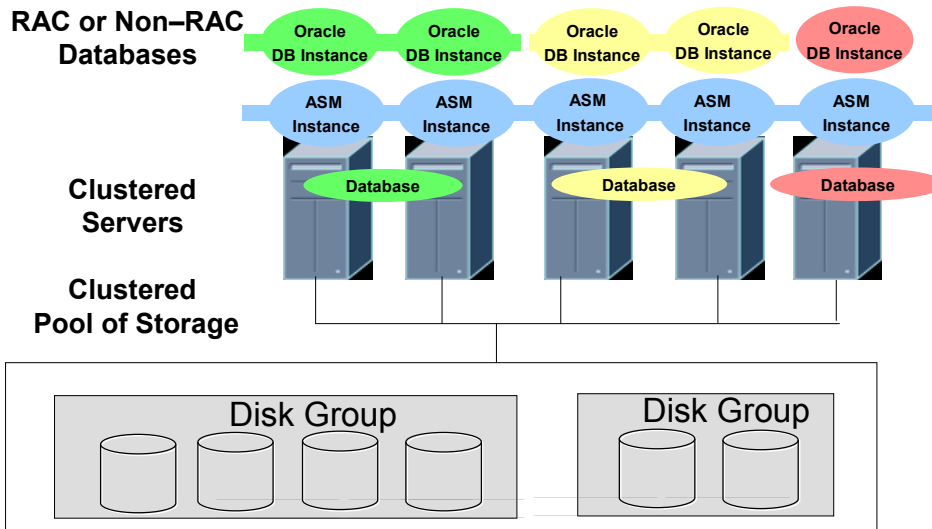 RAC or Non–RAC
Databases
Oracle
DB Instance
Oracle
DB Instance
Oracle
DB Instance
Oracle
DB Instance
Oracle
DB Instance
ASM
Instance
ASM
Instance
ASM
Instance
ASM
Instance
ASM
Instance
Clustered
Servers
Database
Database
Database
Clustered
Pool of Storage
Disk Group
Disk Group